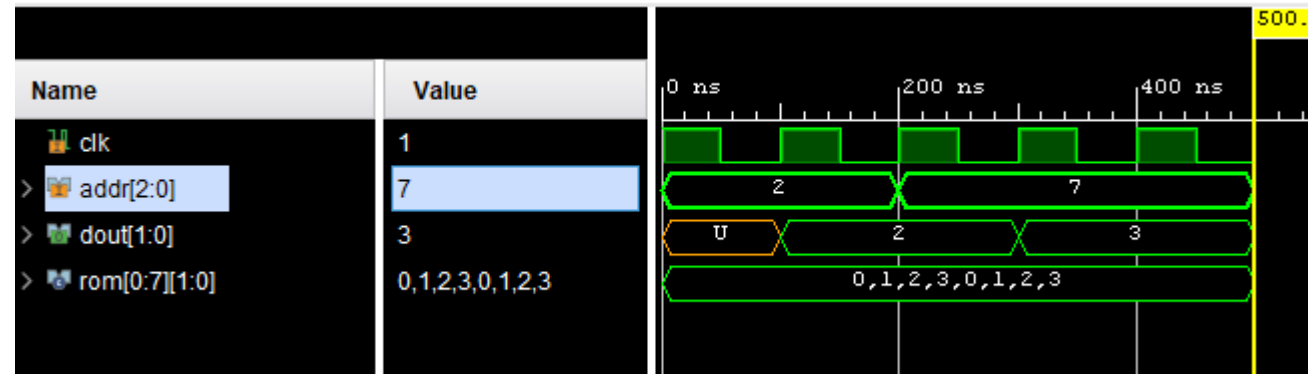 500.
Name Value 0 ns 200 ns 400 ns
clk 1
addr[2:0] 7 2 7
dout[1:0] 3 U 2 3
rom[0:7][1:0] 0,1,2,3,0,1,2,3 0,1,2,3,0,1,2,3